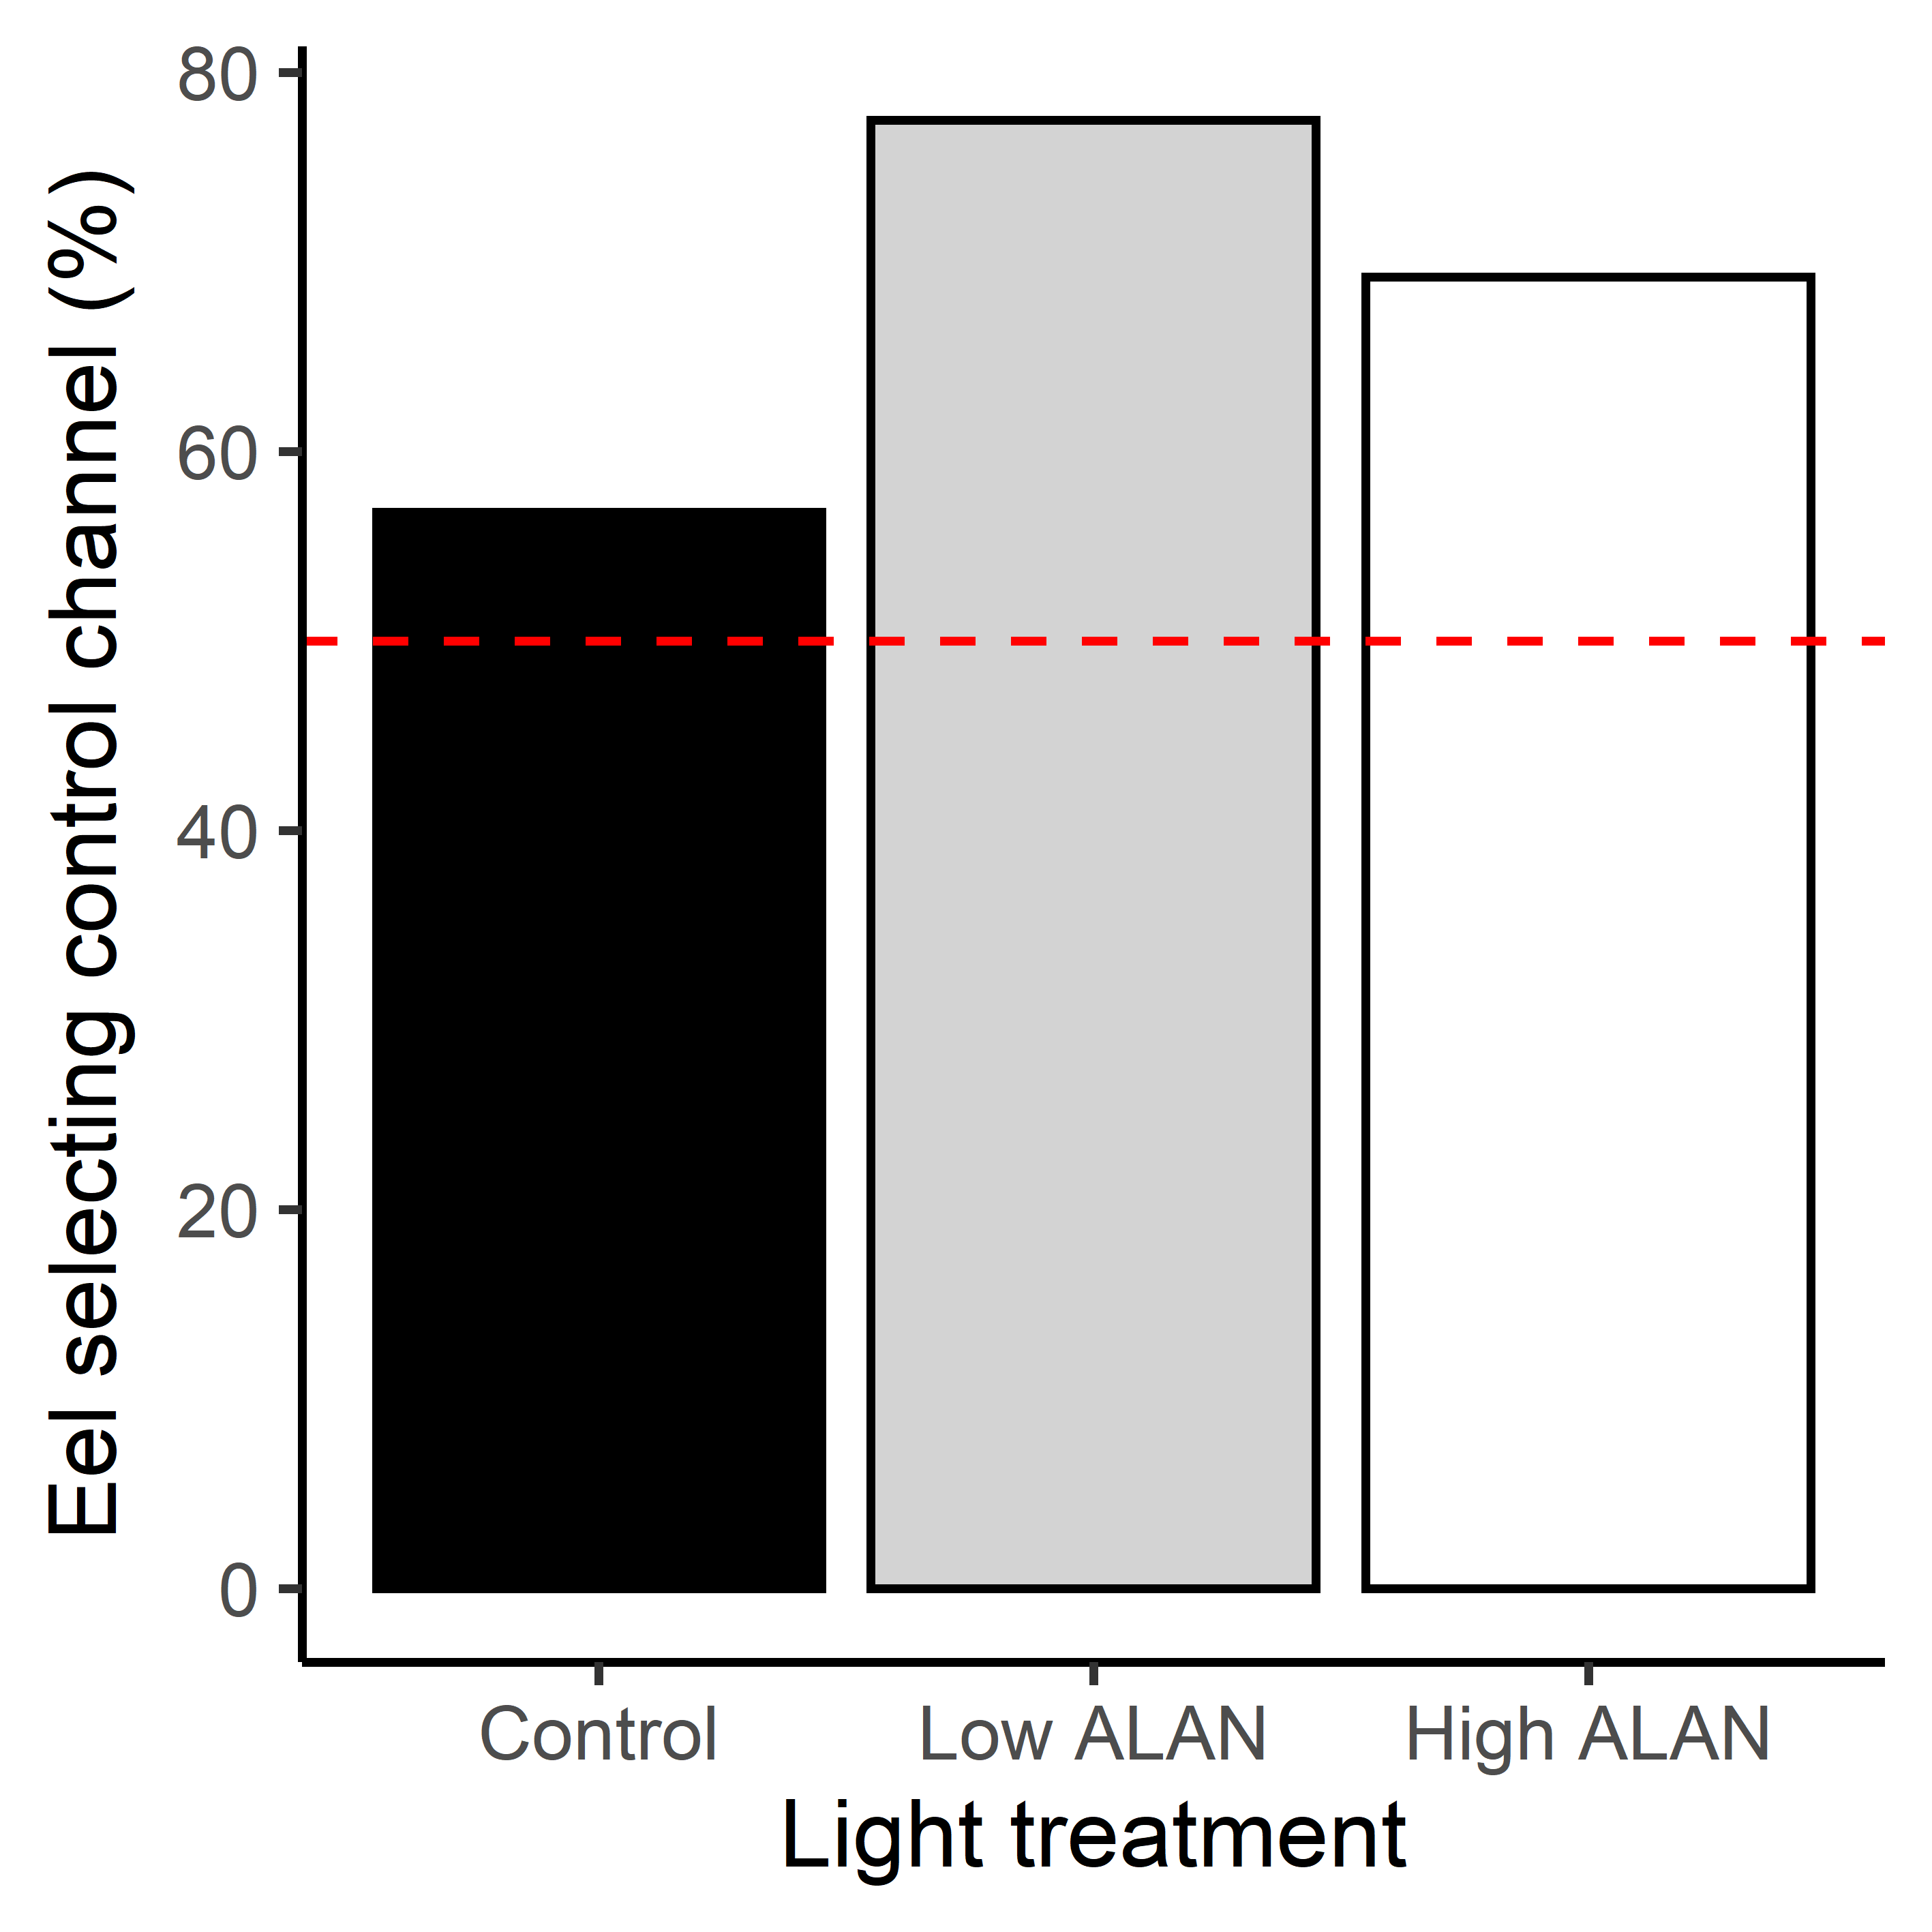 Eel selecting control channel (%)
80
60
40
20
0
Control
Low ALAN
High ALAN
Light treatment